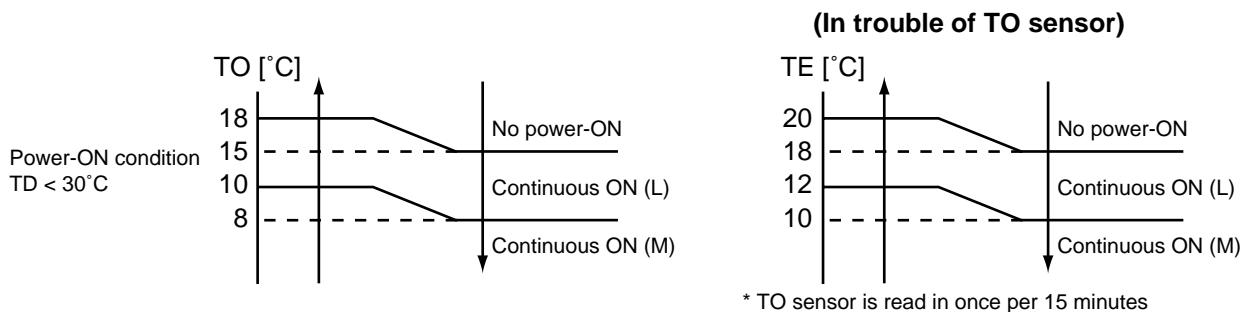 (In trouble of TO sensor)
TO [˚C]
18
15
10
8
Power-ON condition
TD < 30˚C
No power-ON
Continuous ON (L)
Continuous ON (M)
TE [˚C]
20
18
12
10
No power-ON
Continuous ON (L)
Continuous ON (M)
* TO sensor is read in once per 15 minutes